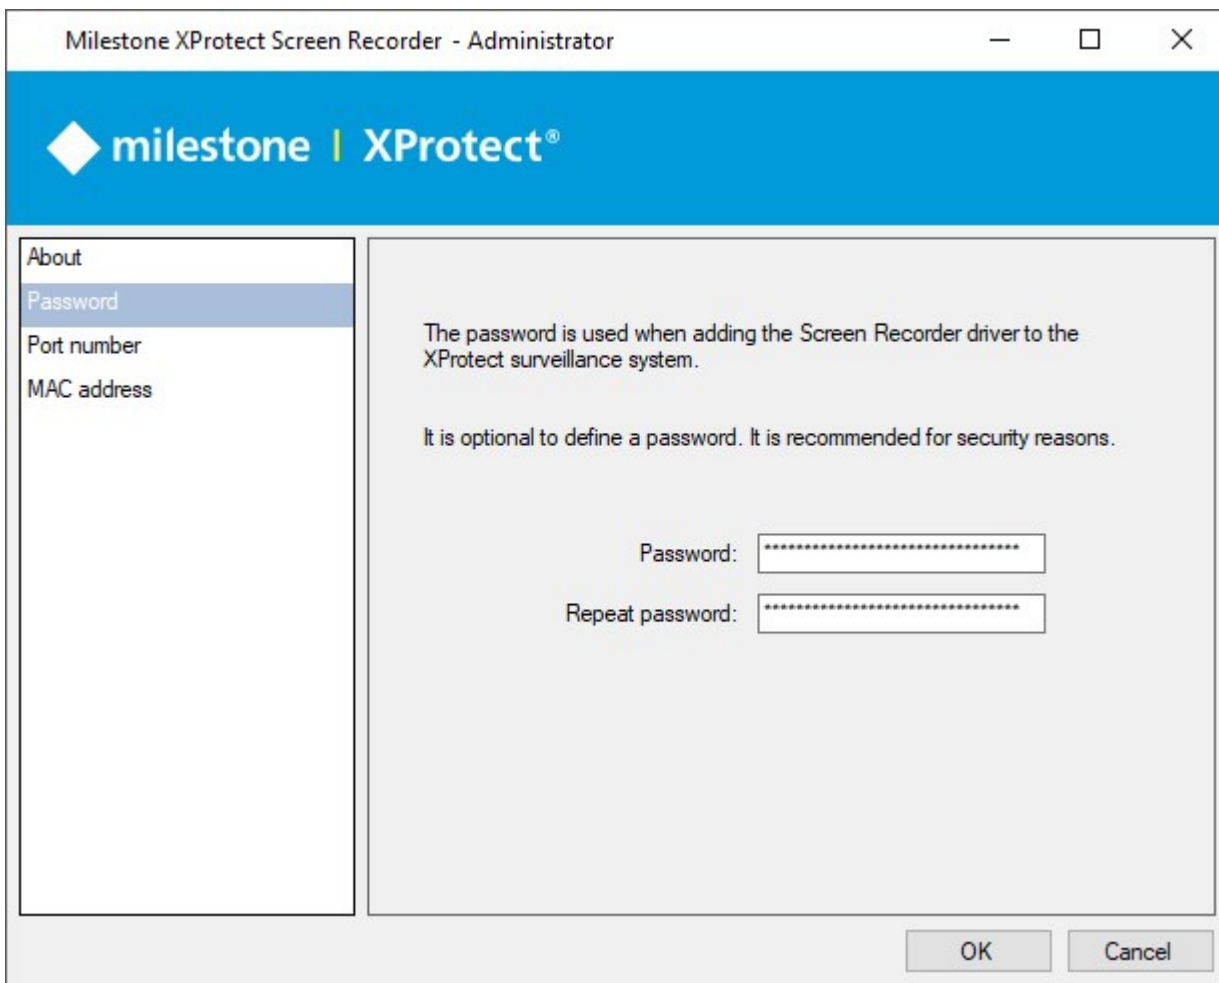 Milestone XProtect Screen Recorder - Administrator
milestone | XProtect®
About
Password
Port number
MAC address
The password is used when adding the Screen Recorder driver to the
XProtect surveillance system.
It is optional to define a password. It is recommended for security reasons.
Password: ********************************
Repeat password: ********************************
OK
Cancel